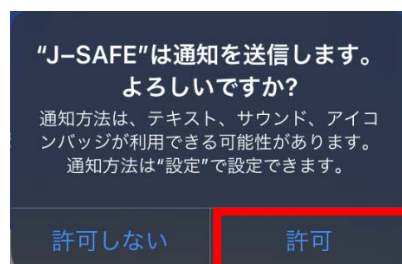 “J-SAFE”は通知を送信します。
よろしいですか?
通知方法は、テキスト、サウンド、アイコ
ンバッジが利用できる可能性があります。
通知方法は“設定”で設定できます。
許可しない
許可